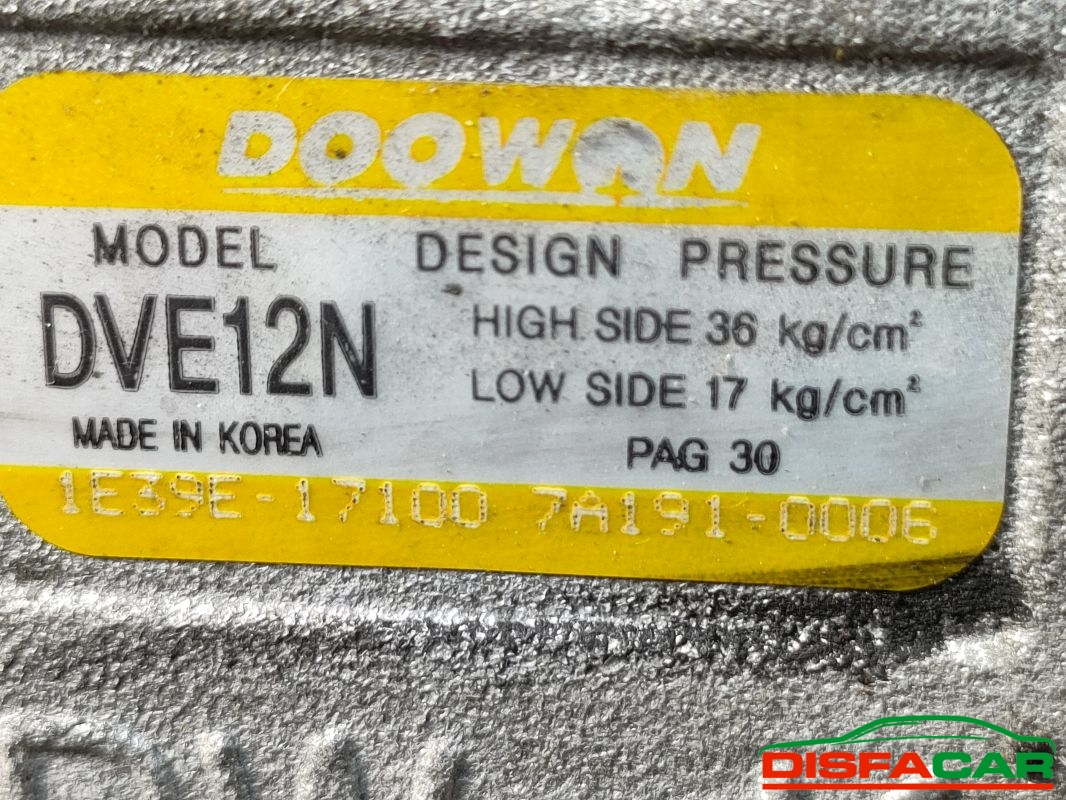 DOOWON
MODEL
DVE12N
MADE IN KOREA
DESIGN PRESSURE
HIGH SIDE 36 kg/cm²
LOW SIDE 17 kg/cm²
PAG 30
1E39E-17100 7A191-0006
DISFACAR